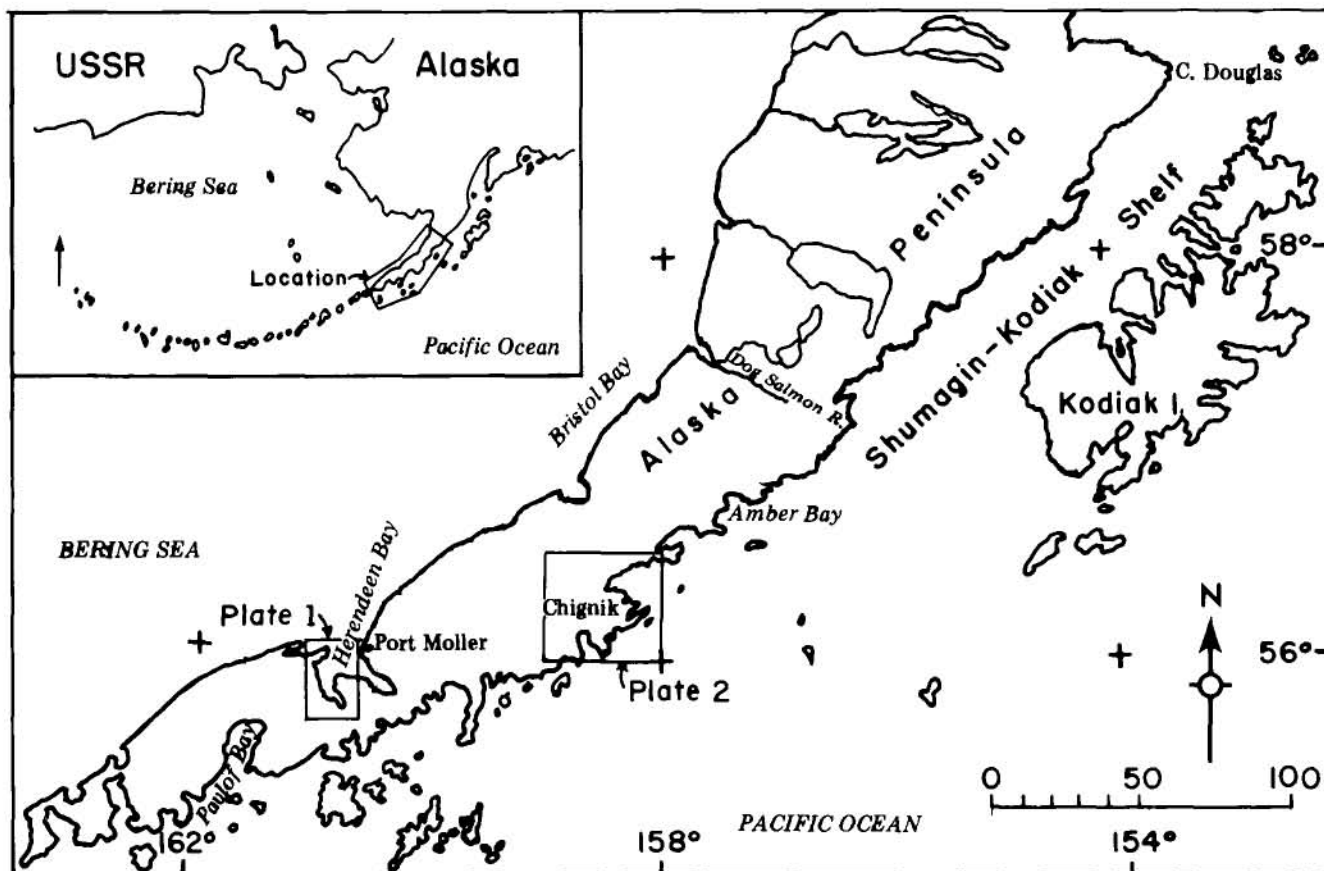 USSR
Alaska
Bering Sea
Location
Pacific Ocean
C. Douglas
Peninsula
Shelf
58°
Shumagin-Kodiak
Kodiak I.
Bristol Bay
Dog Salmon R.
Alaska
Amber Bay
BERING SEA
Herendeen Bay
Plate 1
Port Moller
Chignik
Plate 2
N
56°
Paulof Bay
0 50 100
PACIFIC OCEAN
162°
158°
154°